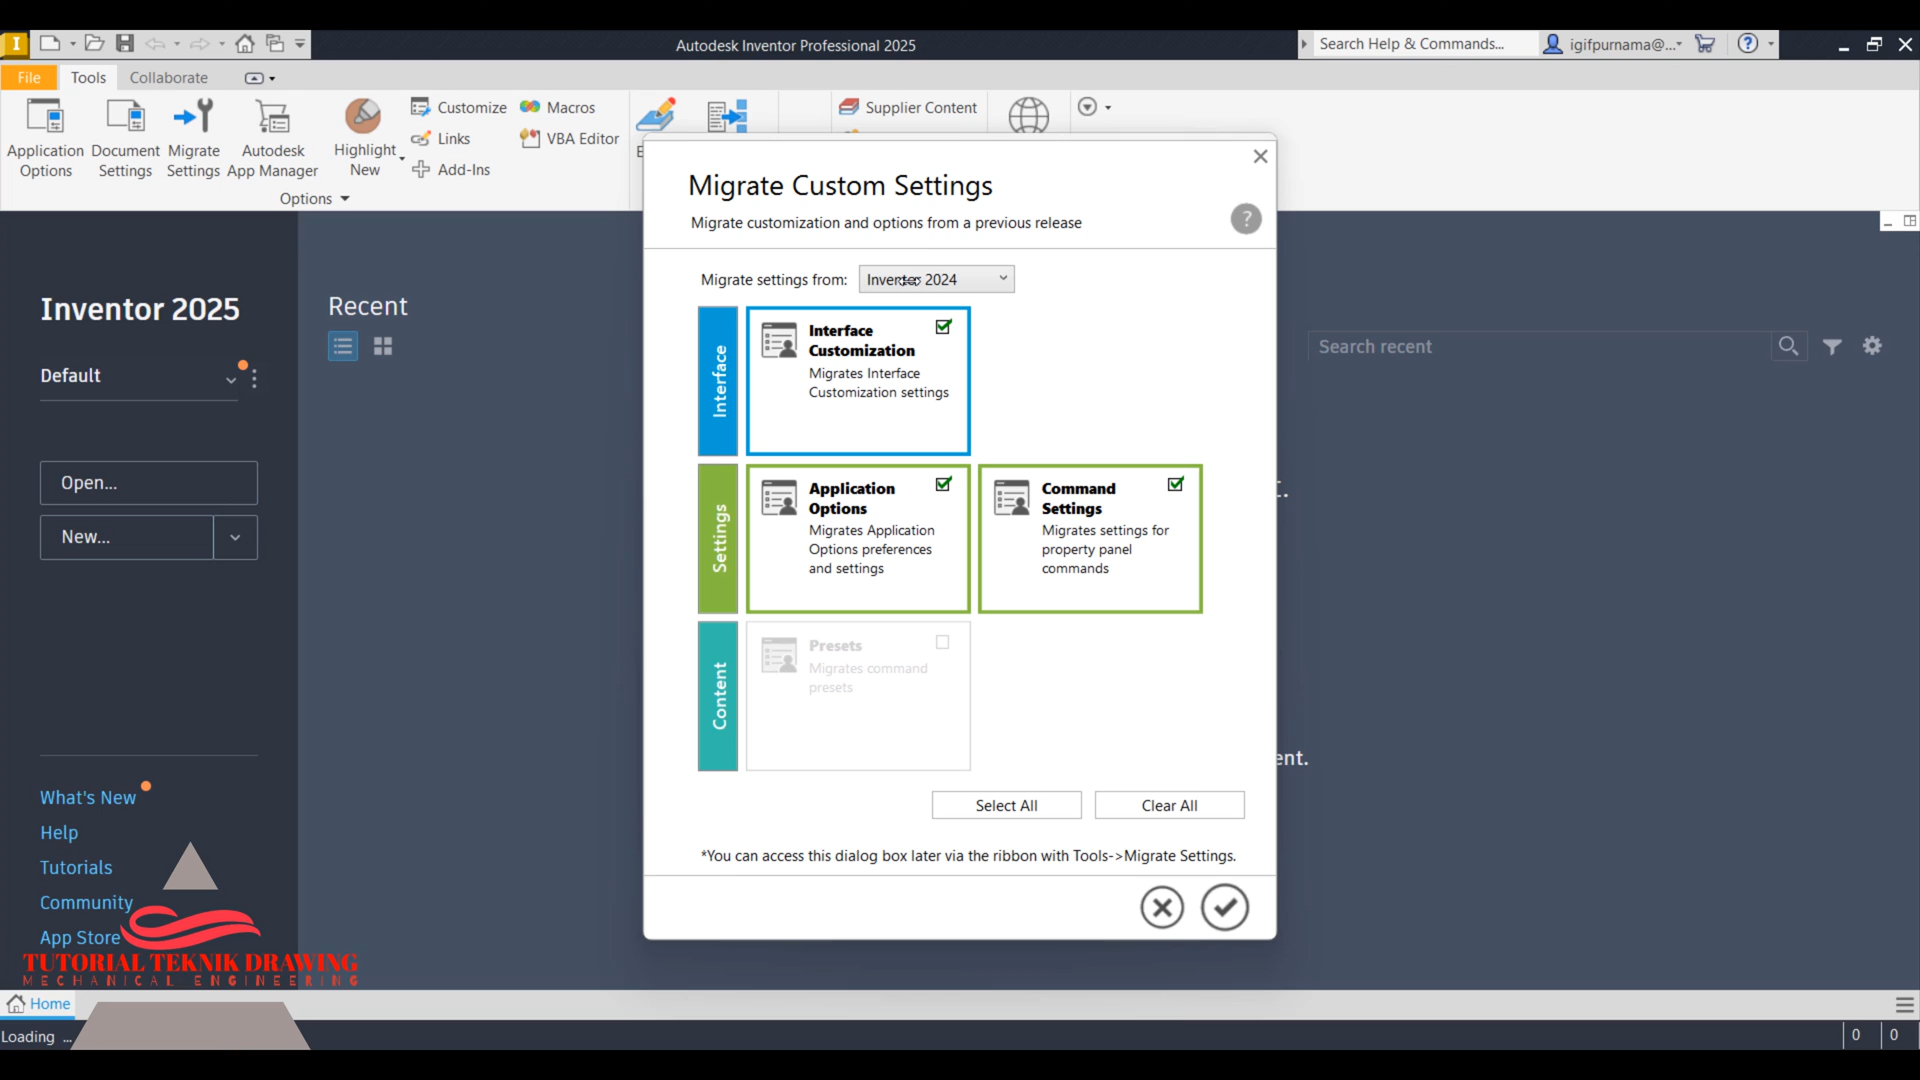 Autodesk Inventor Professional 2025
Search Help & Commands...
igifpurnama@...
File
Tools
Collaborate
Application
Options
Document
Settings
Migrate
Settings
Autodesk
App Manager
Highlight
New
Customize
Links
Add-Ins
Macros
VBA Editor
Supplier Content
Options
Migrate Custom Settings
Migrate customization and options from a previous release
Migrate settings from:
Inventor 2024
Interface
Interface
Customization
Migrates Interface
Customization settings
Settings
Application
Options
Migrates Application
Options preferences
and settings
Command
Settings
Migrates settings for
property panel
commands
Content
Presets
Migrates command
presets
Select All
Clear All
*You can access this dialog box later via the ribbon with Tools->Migrate Settings.
Inventor 2025
Default
Open...
New...
What's New
Help
Tutorials
Community
App Store
Recent
Search recent
ent.
TUTORIAL TEKNIK DRAWING
MECHANICAL ENGINEERING
Home
Loading ...
0
0